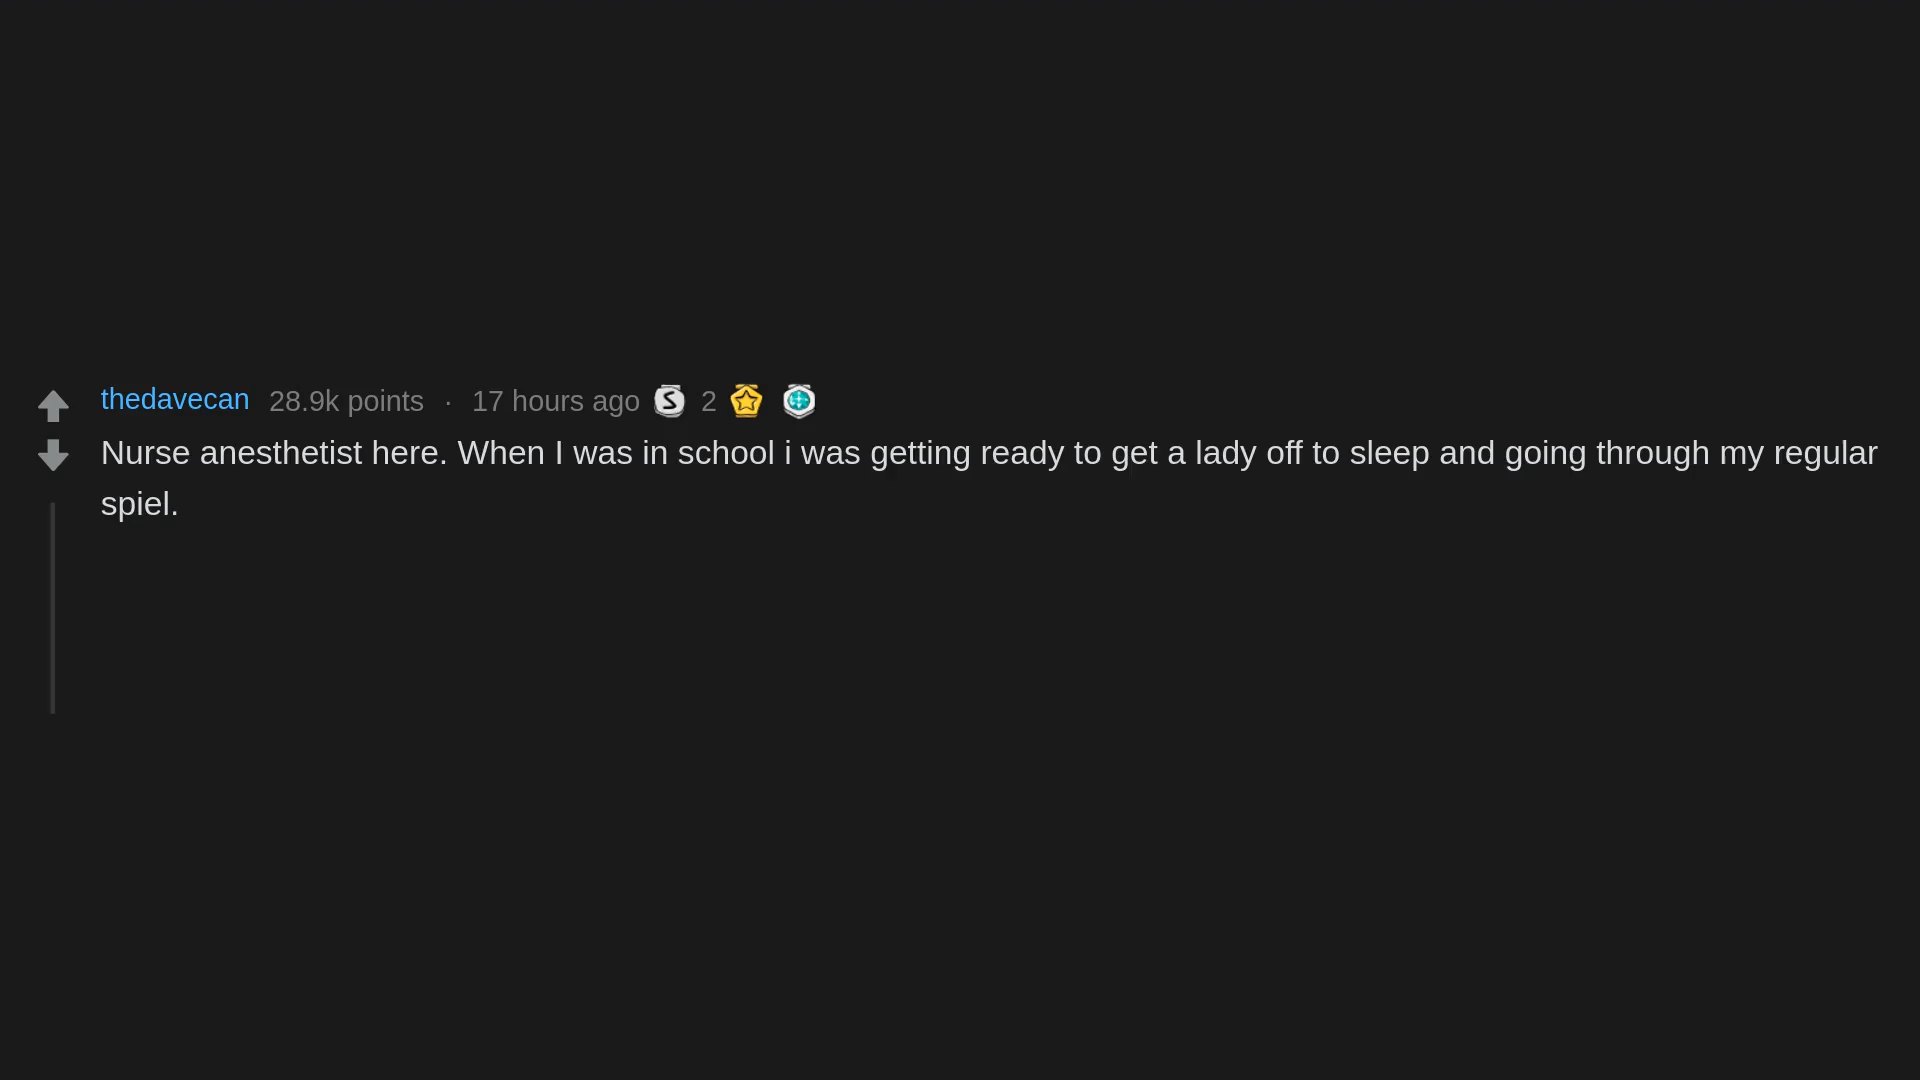 thedavecan 28.9k points · 17 hours ago S 2
Nurse anesthetist here. When I was in school i was getting ready to get a lady off to sleep and going through my regular
spiel.